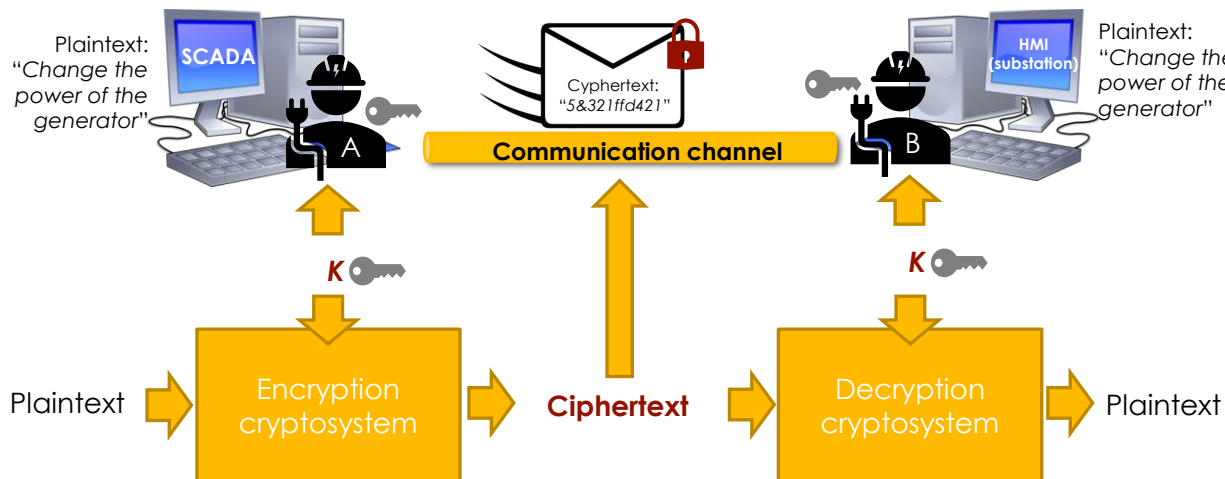 Plaintext:
“Change the
power of the
generator”
SCADA
A
Cyphertext:
“5&321ffd421”
Communication channel
HMI
(substation)
B
Plaintext:
“Change the
power of the
generator”
K
K
Plaintext
Encryption
cryptosystem
Ciphertext
Decryption
cryptosystem
Plaintext